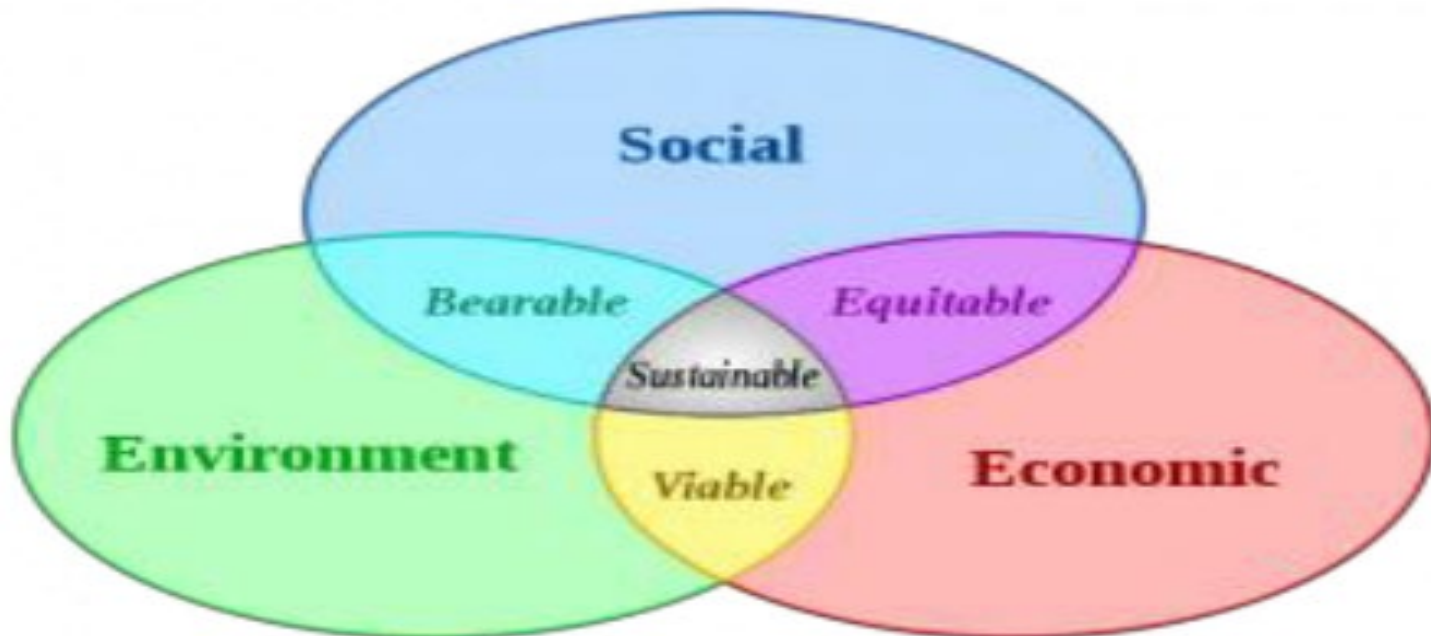 Social
Bearable
Equitable
Sustainable
Environment
Economic
Viable